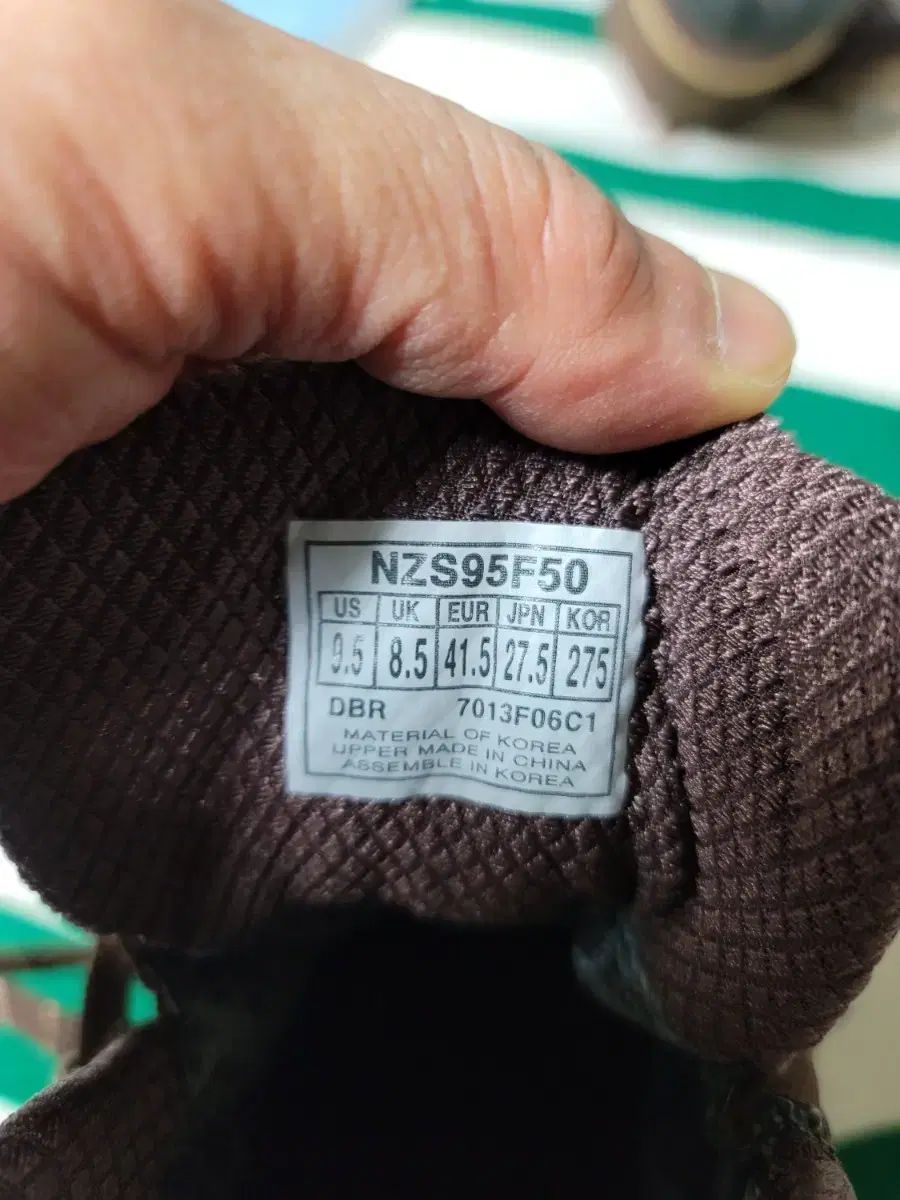 NZS95F50
US UK EUR JPN KOR
9.5 8.5 41.5 27.5 275
DBR 7013F06C1
MATERIAL OF KOREA
UPPER MADE IN CHINA
ASSEMBLE IN KOREA